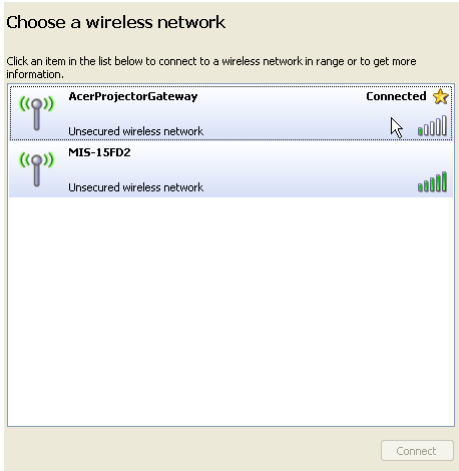 Choose a wireless network
Click an item in the list below to connect to a wireless network in range or to get more
information.
AcerProjectorGateway Connected
Unsecured wireless network
MIS-15FD2
Unsecured wireless network
Connect